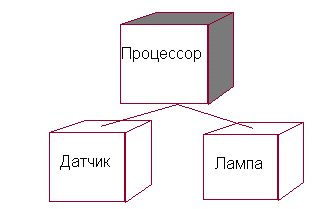 Процессор
Датчик
Лампа